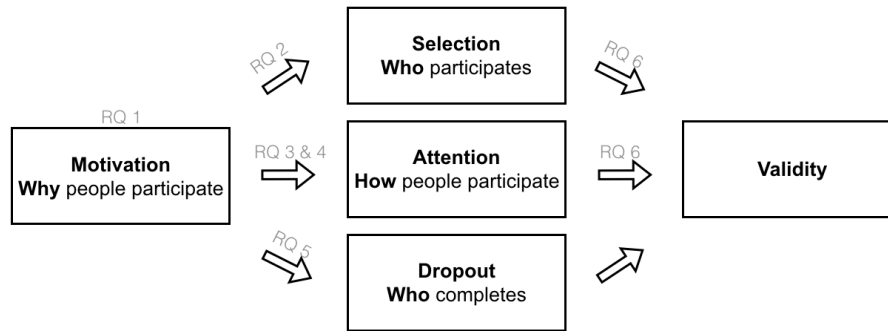 RQ 1
Motivation
Why people participate
RQ 2
RQ 3 & 4
RQ 5
Selection
Who participates
Attention
How people participate
Dropout
Who completes
RQ 6
RQ 6
Validity